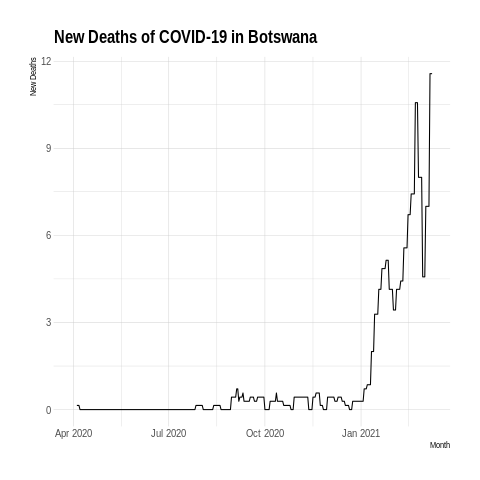 New Deaths of COVID-19 in Botswana
New Deaths
12
9
6
3
0
Apr 2020 Jul 2020 Oct 2020 Jan 2021
Month